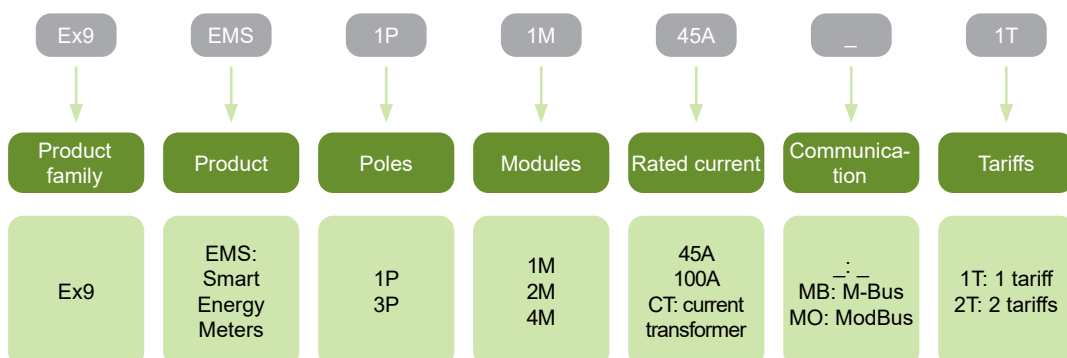 Ex9 EMS 1P 1M 45A _ 1T
Product
family
Product
Poles
Modules
Rated current
Communica-
tion
Tariffs
Ex9
EMS:
Smart
Energy
Meters
1P
3P
1M
2M
4M
45A
100A
CT: current
transformer
_: _
MB: M-Bus
MO: ModBus
1T: 1 tariff
2T: 2 tariffs